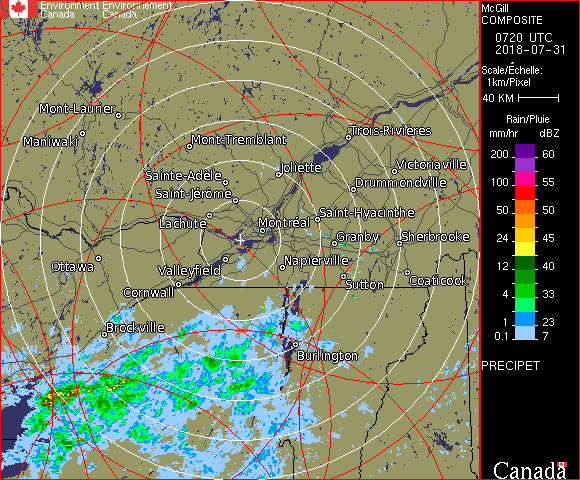 Environment Environnement
Canada Canada
McGill
COMPOSITE
0720 UTC
2018-07-31
Scale/Échelle:
1km/Pixel
40 KM
Rain/Pluie
mm/hr dBZ
200 60
100 55
50 50
24 45
12 40
4 33
1 23
0.1 7
PRECIPET
Mont-Laurier
Maniwaki
Mont-Tremblant
Trois-Rivières
Joliette
Victoriaville
Sainte-Adèle
Drummondville
Saint-Jérôme
Saint-Hyacinthe
Lachute
Montréal
Granby
Sherbrooke
Ottawa
Valleyfield
Napierville
Sutton
Coaticook
Cornwall
Brockville
Burlington
Canada